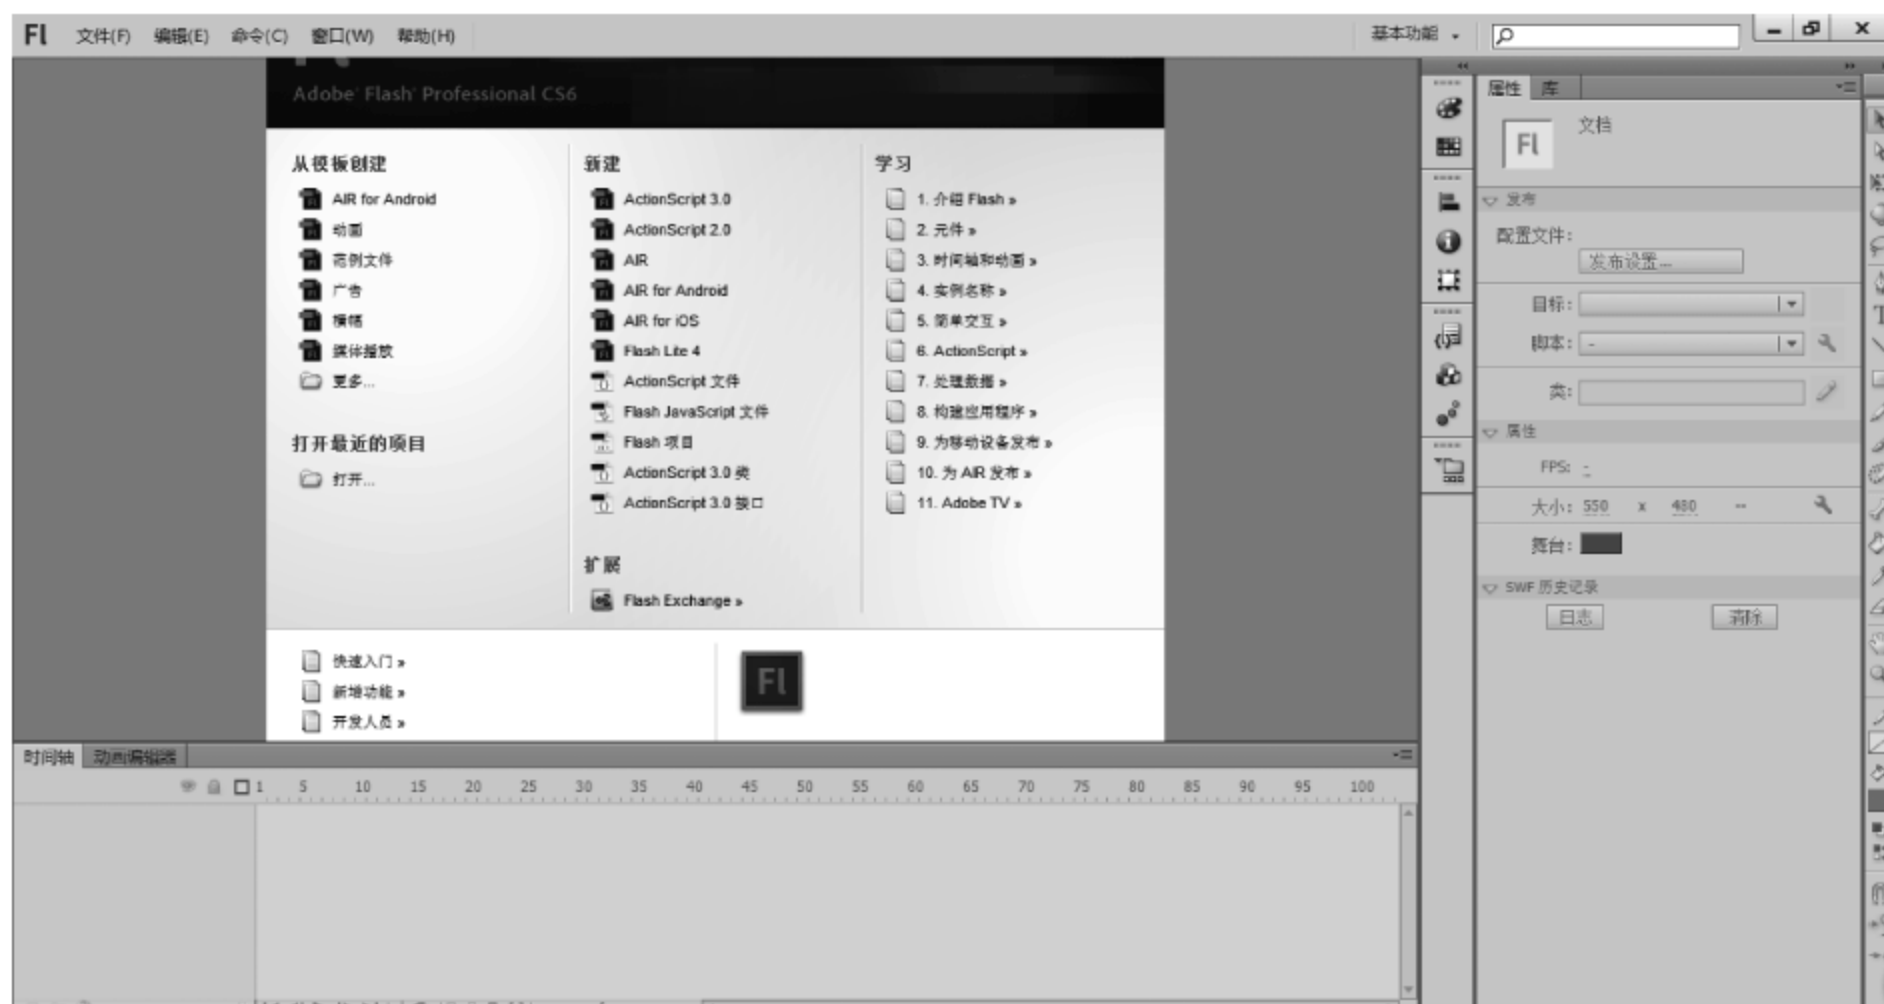 Fl 文件(F) 编辑(E) 命令(C) 窗口(W) 帮助(H) 基本功能
Adobe Flash Professional CS6
从模板创建
AIR for Android
动画
范例文件
广告
横幅
媒体播放
更多...
打开最近的项目
打开...
新建
ActionScript 3.0
ActionScript 2.0
AIR
AIR for Android
AIR for iOS
Flash Lite 4
ActionScript 文件
Flash JavaScript 文件
Flash 项目
ActionScript 3.0 类
ActionScript 3.0 接口
扩展
Flash Exchange »
学习
1. 介绍 Flash »
2. 元件 »
3. 时间轴和动画 »
4. 实例名称 »
5. 简单交互 »
6. ActionScript »
7. 处理数据 »
8. 构建应用程序 »
9. 为移动设备发布 »
10. 为 AIR 发布 »
11. Adobe TV »
快速入门 »
新增功能 »
开发人员 »
Fl
属性 库
Fl 文档
发布
配置文件:
发布设置...
目标:
脚本: -
类:
属性
FPS: -
大小: 550 x 480 --
舞台:
SWF 历史记录
日志 清除
时间轴 动画编辑器
1 5 10 15 20 25 30 35 40 45 50 55 60 65 70 75 80 85 90 95 100